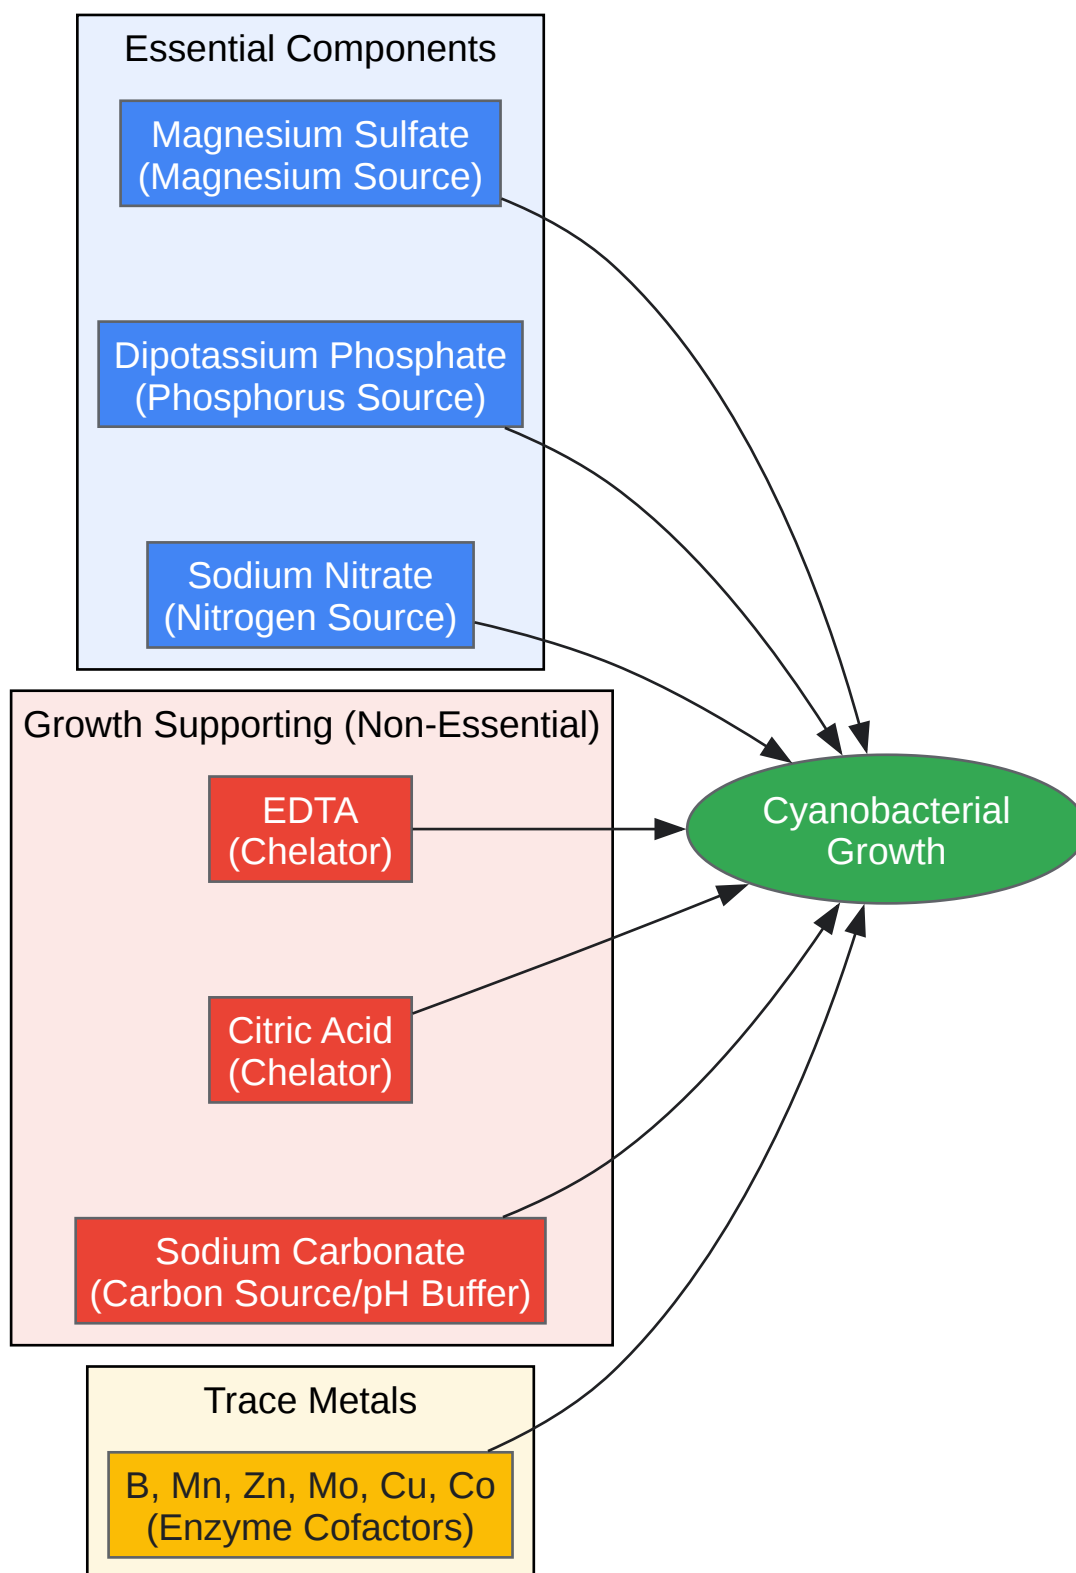 Essential Components
Magnesium Sulfate
(Magnesium Source)
Dipotassium Phosphate
(Phosphorus Source)
Sodium Nitrate
(Nitrogen Source)
Growth Supporting (Non-Essential)
EDTA
(Chelator)
Cyanobacterial
Growth
Citric Acid
(Chelator)
Sodium Carbonate
(Carbon Source/pH Buffer)
Trace Metals
B, Mn, Zn, Mo, Cu, Co
(Enzyme Cofactors)